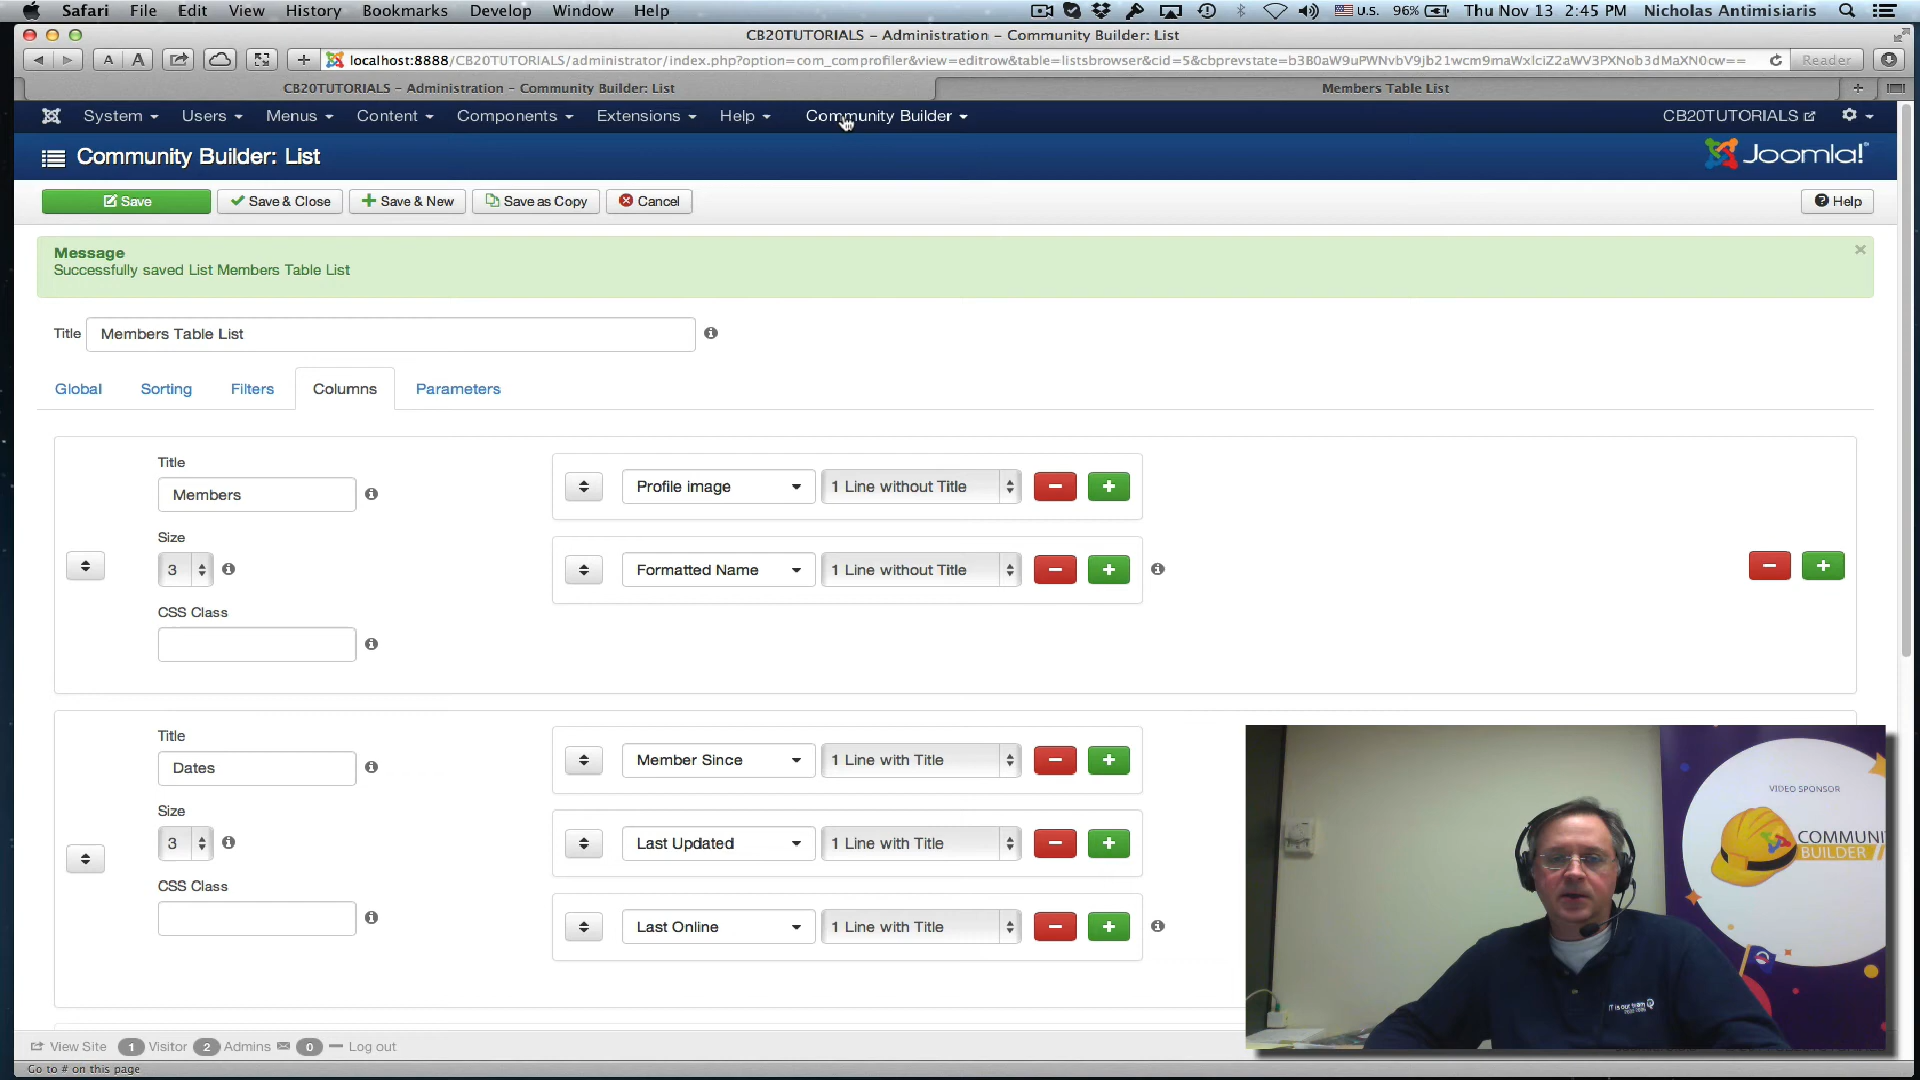 Safari File Edit View History Bookmarks Develop Window Help U.S. 96% Thu Nov 13 2:45 PM Nicholas Antimisiaris
CB20TUTORIALS – Administration – Community Builder: List
A A localhost:8888/CB20TUTORIALS/administrator/index.php?option=com_comprofiler&view=editrow&table=listsbrowser&cid=5&cbprevstate=b3B0aW9uPWNvbV9jb21wcm9maWxlciZ2aWV3PXNob3dMaXN0cw== Reader
CB20TUTORIALS – Administration – Community Builder: List Members Table List
System Users Menus Content Components Extensions Help Community Builder CB20TUTORIALS
Community Builder: List Joomla!
Save Save & Close Save & New Save as Copy Cancel Help
Message
Successfully saved List Members Table List
Title Members Table List
Global Sorting Filters Columns Parameters
Title
Members Profile image 1 Line without Title
Size
3 Formatted Name 1 Line without Title
CSS Class
Title
Dates Member Since 1 Line with Title
Size
3 Last Updated 1 Line with Title
CSS Class
Last Online 1 Line with Title
VIDEO SPONSOR
COMMUNI
BUILDER
IT is our team
View Site 1 Visitor 2 Admins 0 Log out
Go to # on this page